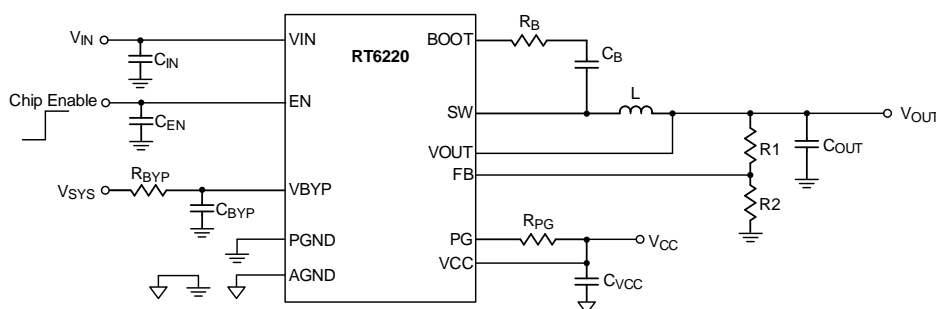 VIN
CIN
Chip Enable
CEN
VSYS
RBYP
CBYP
VIN
EN
VBYP
PGND
AGND
RT6220
BOOT
SW
VOUT
FB
PG
VCC
RB
CB
L
VOUT
R1
COUT
R2
RPG
VCC
CVCC